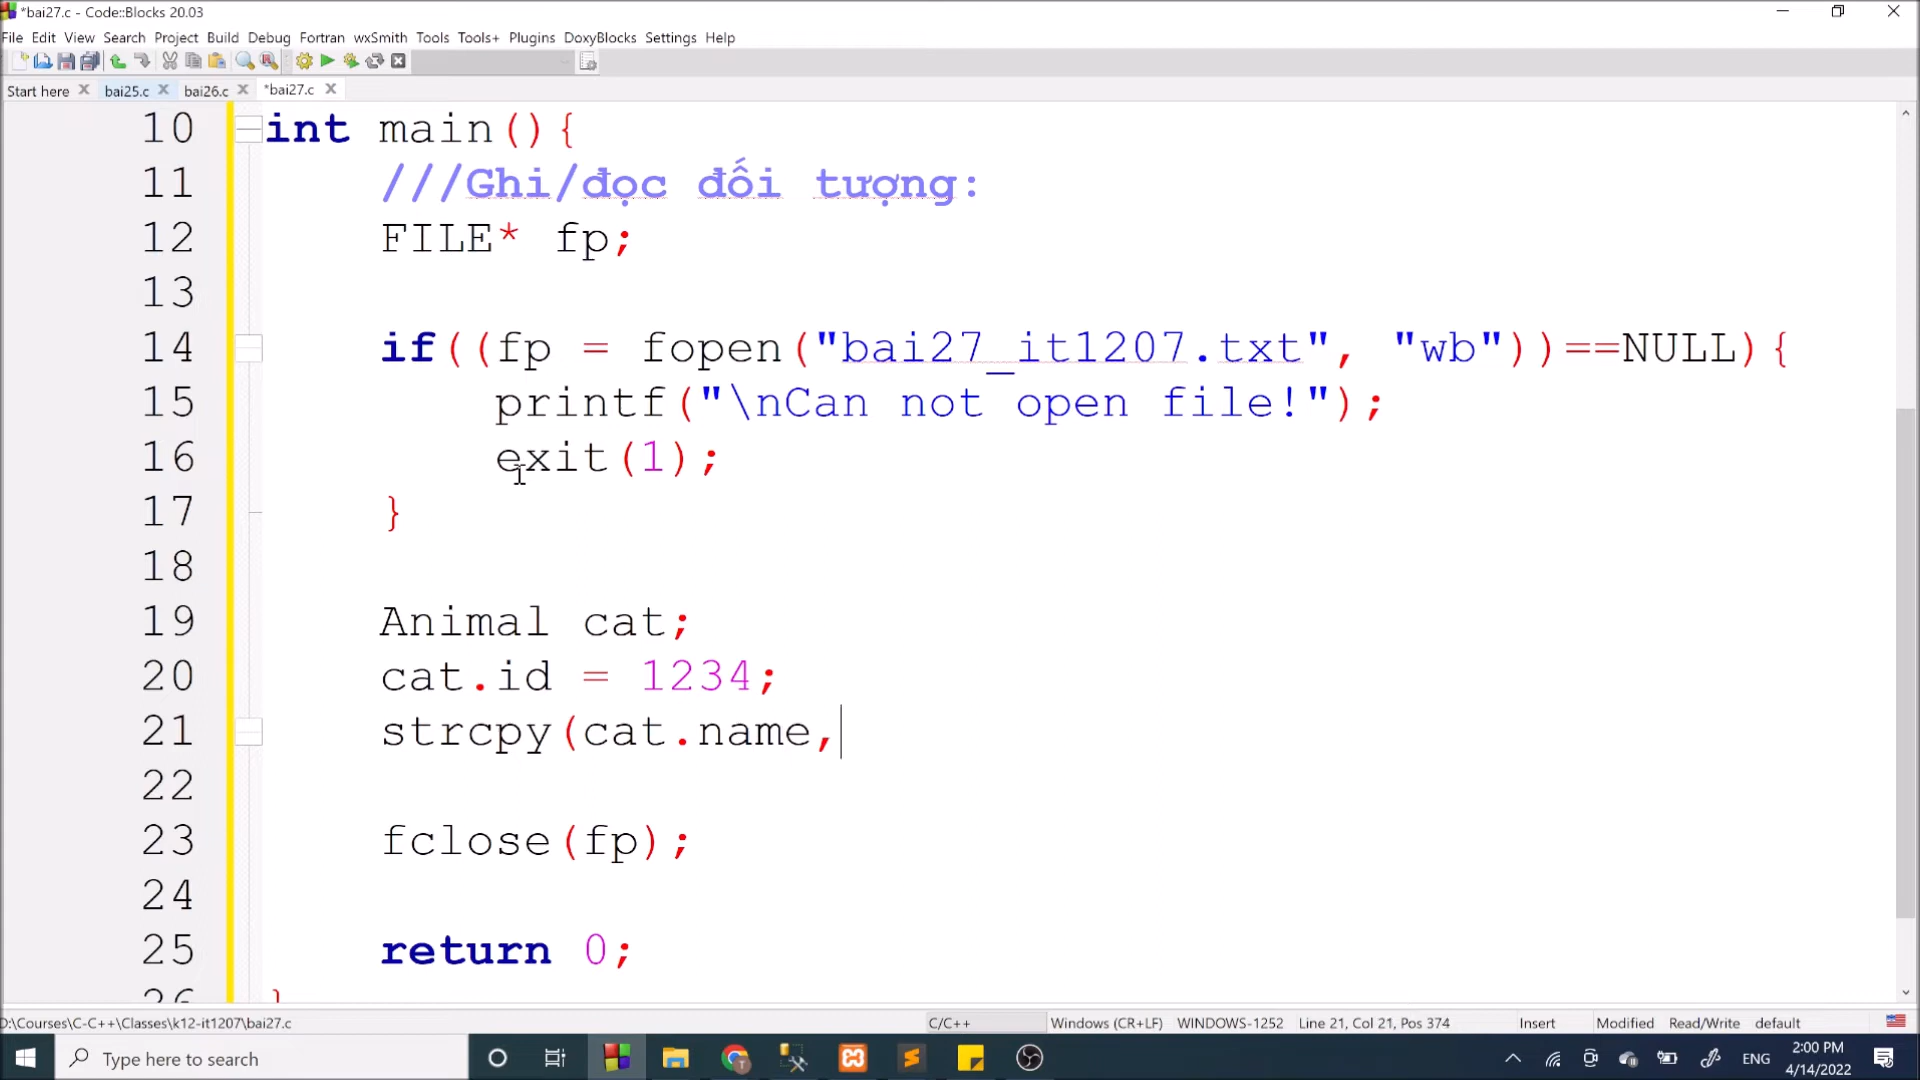 *bai27.c - Code::Blocks 20.03
File Edit View Search Project Build Debug Fortran wxSmith Tools Tools+ Plugins DoxyBlocks Settings Help
Start here bai25.c bai26.c *bai27.c
10 int main(){
11 ///Ghi/đọc đối tượng:
12 FILE* fp;
13
14 if((fp = fopen("bai27_it1207.txt", "wb"))==NULL){
15 printf("\nCan not open file!");
16 exit(1);
17 }
18
19 Animal cat;
20 cat.id = 1234;
21 strcpy(cat.name,
22
23 fclose(fp);
24
25 return 0;
26 }
D:\Courses\C-C++\Classes\k12-it1207\bai27.c C/C++ Windows (CR+LF) WINDOWS-1252 Line 21, Col 21, Pos 374 Insert Modified Read/Write default
Type here to search ENG 2:00 PM
4/14/2022